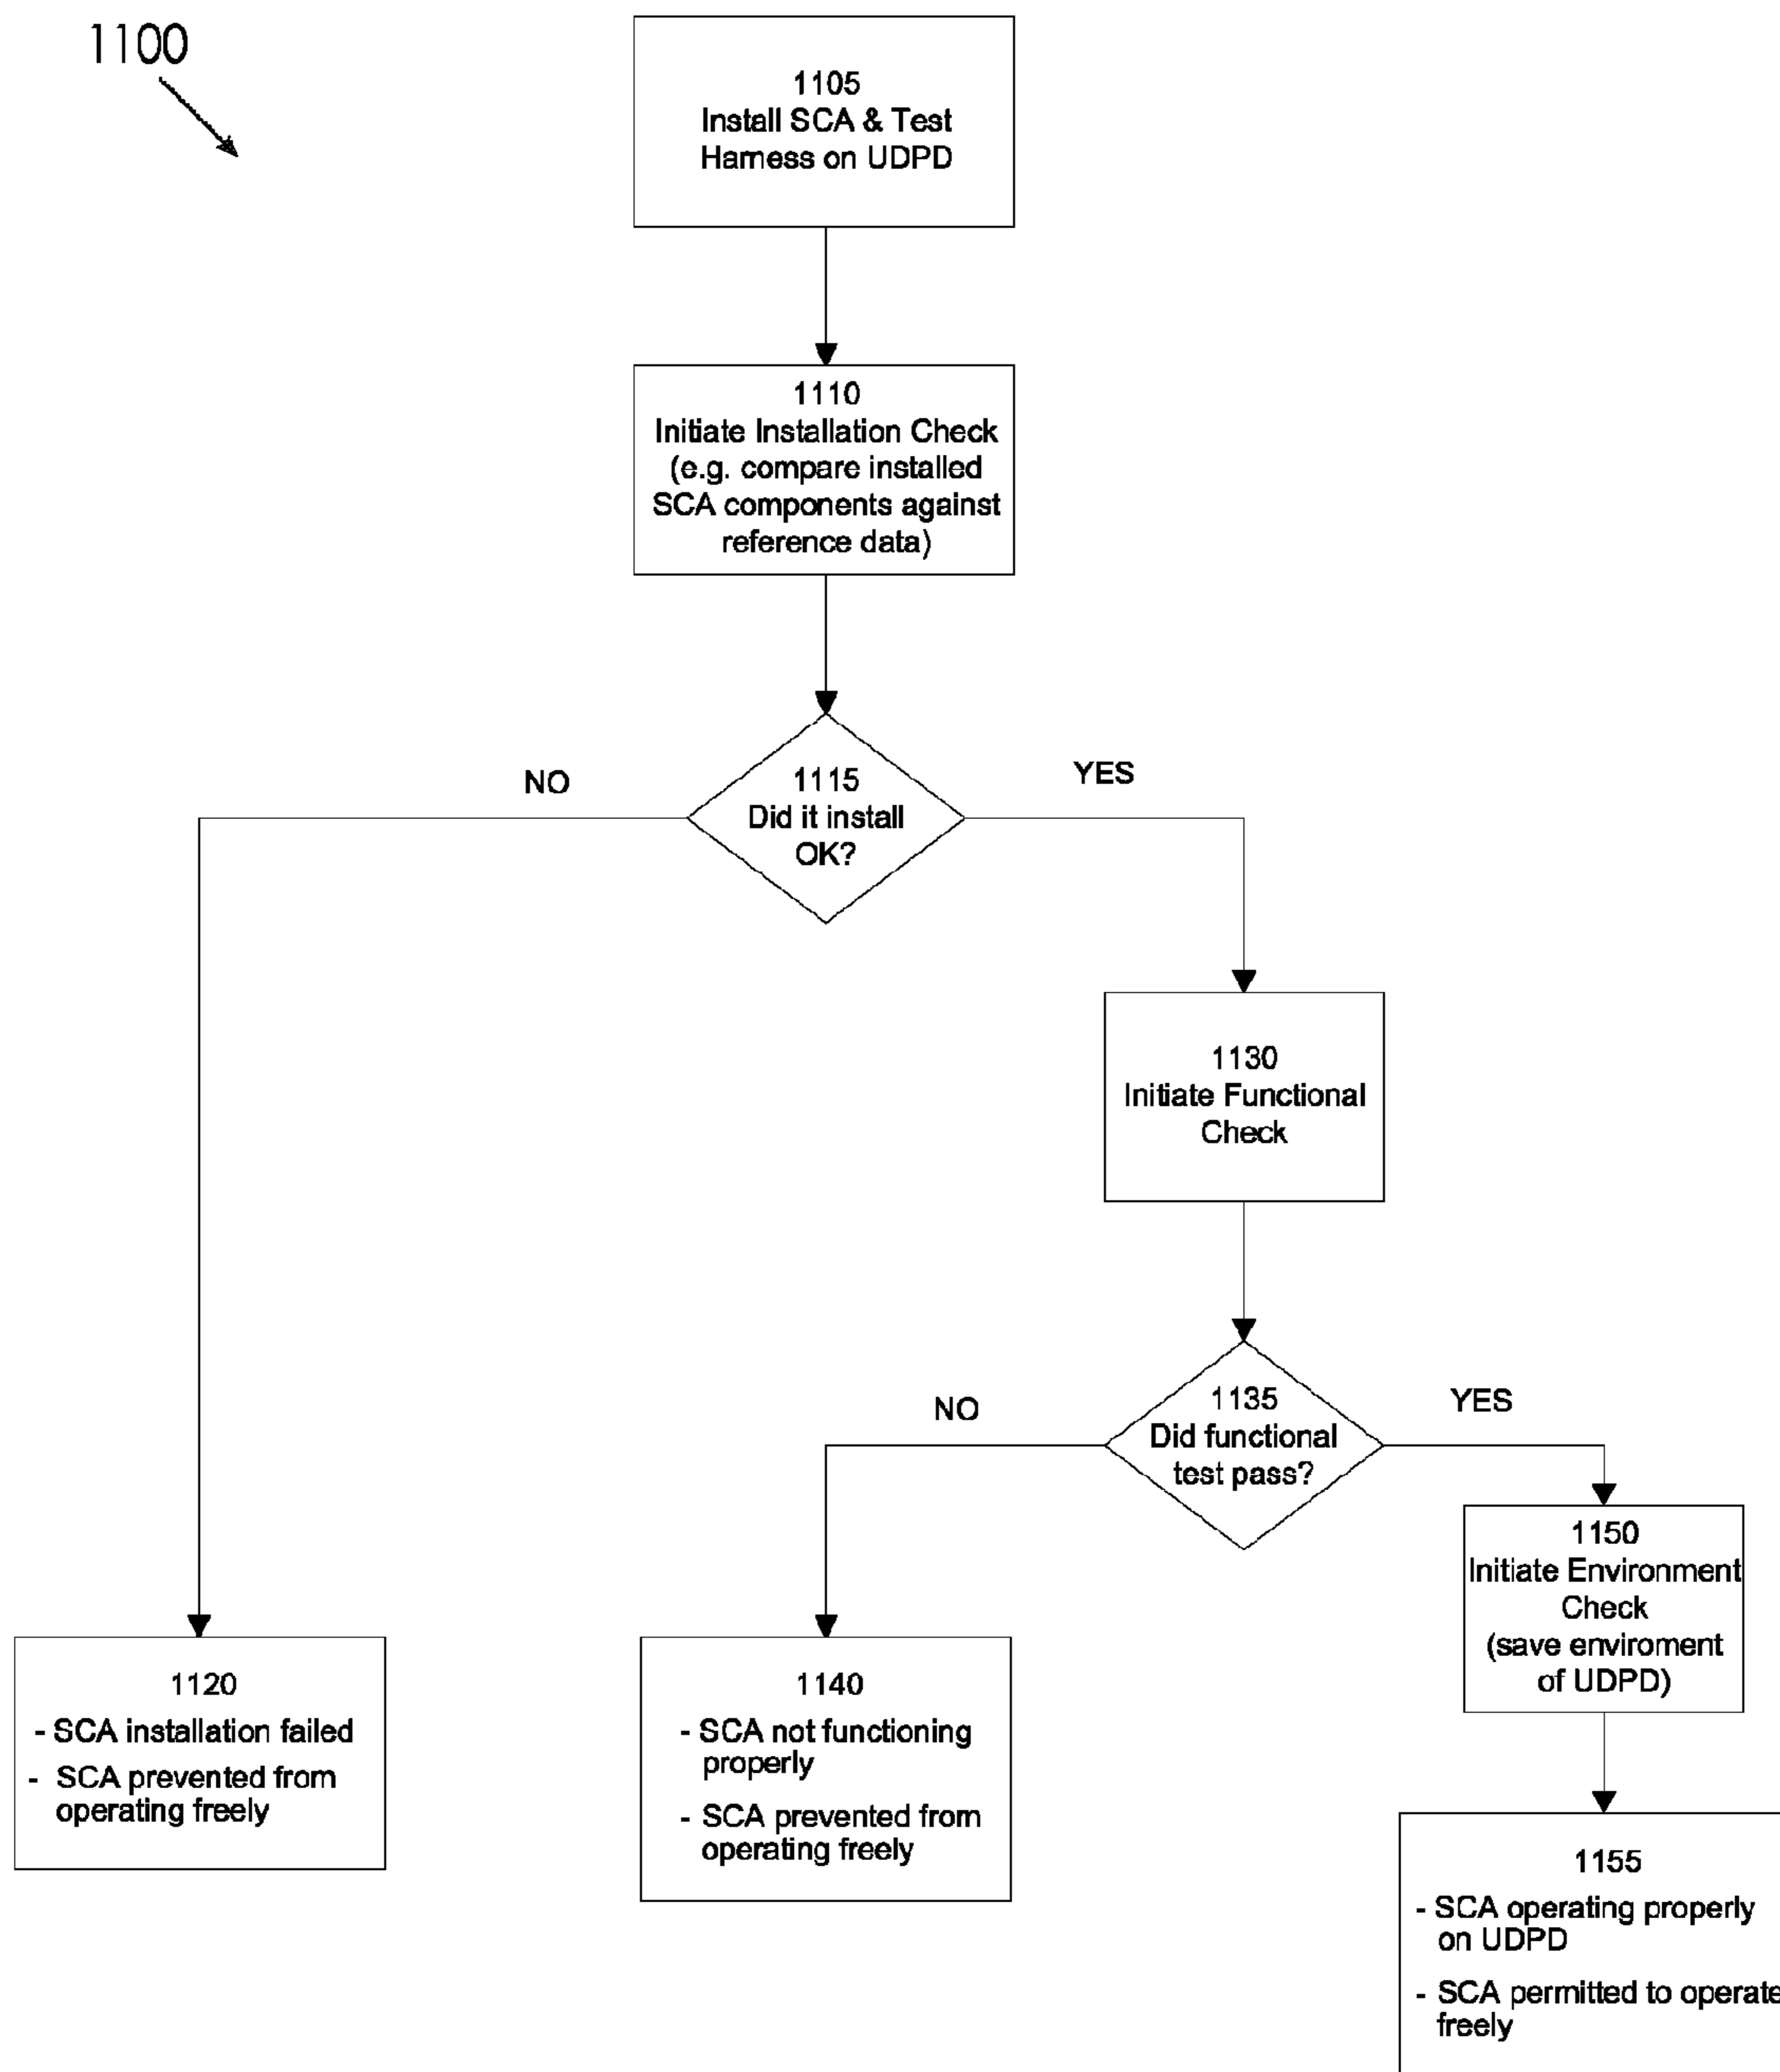 1100
1105
Install SCA & Test
Harness on UDPD
1110
Initiate Installation Check
(e.g. compare installed
SCA components against
reference data)
NO
YES
1115
Did it install
OK?
1130
Initiate Functional
Check
NO
YES
1135
Did functional
test pass?
1150
Initiate Environment
Check
(save enviroment
of UDPD)
1120
- SCA installation failed
- SCA prevented from
operating freely
1140
- SCA not functioning
properly
- SCA prevented from
operating freely
1155
- SCA operating properly
on UDPD
- SCA permitted to operate
freely